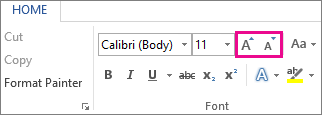 HOME
Cut
Copy
Format Painter
Calibri (Body) 11 A A Aa
B I U abc x₂ x² A ab
Font